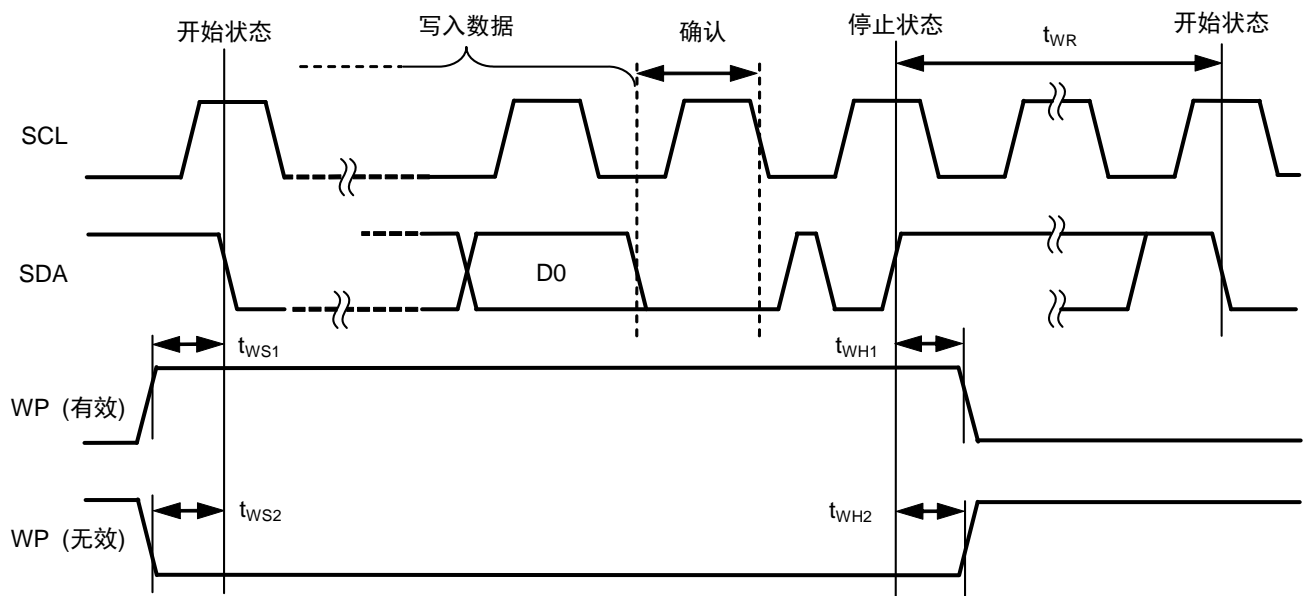 开始状态 写入数据 确认 停止状态 tWR 开始状态
SCL
SDA D0
tWS1 tWH1
WP (有效)
tWS2 tWH2
WP (无效)